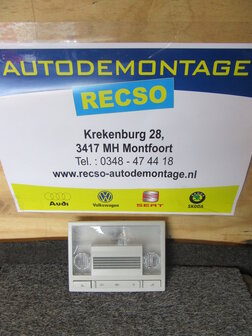 AUTODEMONTAGE
RECSO
Krekenburg 28,
3417 MH Montfoort
Tel. : 0348 - 47 44 18
www.recso-autodemontage.nl
Audi
Volkswagen
SEAT
SKODA